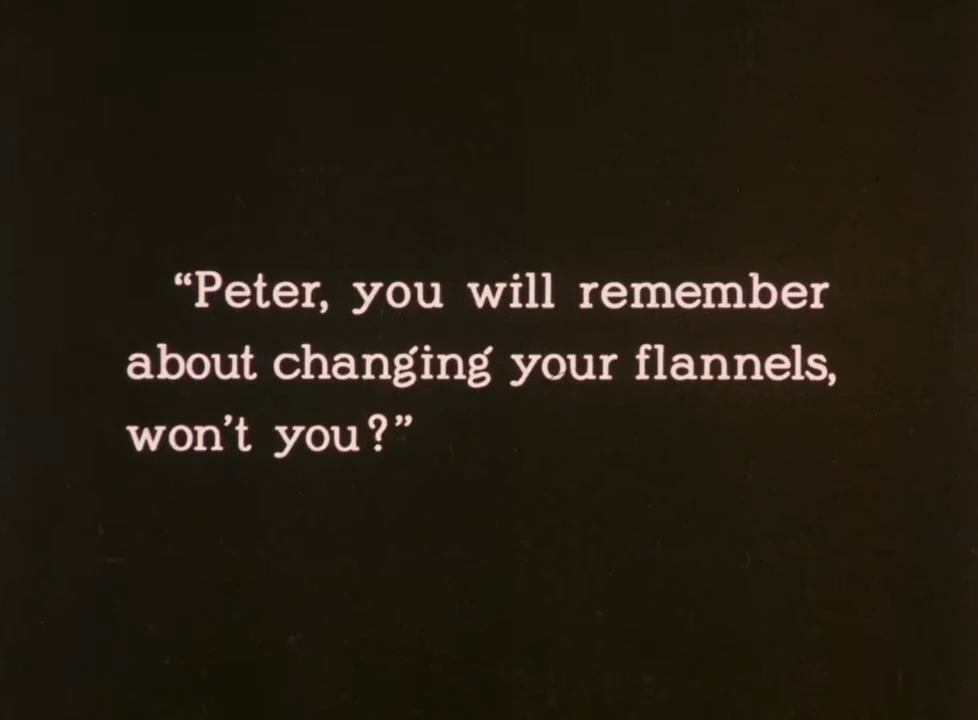 “Peter, you will remember
about changing your flannels,
won’t you?”